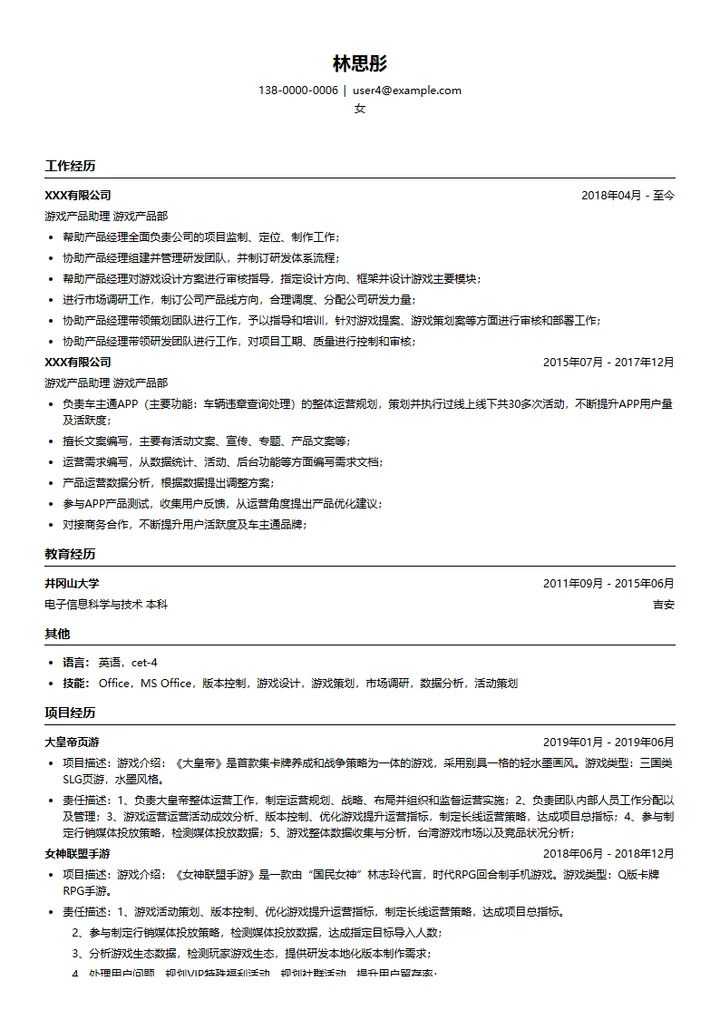 林思彤
138-0000-0006 | user4@example.com
女
工作经历
XXX有限公司 2018年04月 - 至今
游戏产品助理 游戏产品部
• 帮助产品经理全面负责公司的项目监制、定位、制作工作；
• 协助产品经理组建并管理研发团队，并制订研发体系流程；
• 帮助产品经理对游戏设计方案进行审核指导，指定设计方向、框架并设计游戏主要模块；
• 进行市场调研工作，制订公司产品线方向，合理调度、分配公司研发力量；
• 协助产品经理带领策划团队进行工作，予以指导和培训，针对游戏提案、游戏策划案等方面进行审核和部署工作；
• 协助产品经理带领研发团队进行工作，对项目工期、质量进行控制和审核；
XXX有限公司 2015年07月 - 2017年12月
游戏产品助理 游戏产品部
• 负责车主通APP（主要功能：车辆违章查询处理）的整体运营规划，策划并执行过线上线下共30多次活动，不断提升APP用户量
及活跃度；
• 擅长文案编写，主要有活动文案、宣传、专题、产品文案等；
• 运营需求编写，从数据统计、活动、后台功能等方面编写需求文档；
• 产品运营数据分析，根据数据提出调整方案；
• 参与APP产品测试，收集用户反馈，从运营角度提出产品优化建议；
• 对接商务合作，不断提升用户活跃度及车主通品牌；
教育经历
井冈山大学 2011年09月 - 2015年06月
电子信息科学与技术 本科 吉安
其他
• 语言： 英语，cet-4
• 技能： Office，MS Office，版本控制，游戏设计，游戏策划，市场调研，数据分析，活动策划
项目经历
大皇帝页游 2019年01月 - 2019年06月
• 项目描述：游戏介绍：《大皇帝》是首款集卡牌养成和战争策略为一体的游戏，采用别具一格的轻水墨画风。游戏类型：三国类
SLG页游，水墨风格。
• 责任描述：1、负责大皇帝整体运营工作，制定运营规划、战略、布局并组织和监督运营实施；2、负责团队内部人员工作分配以
及管理；3、游戏运营运营活动成效分析、版本控制、优化游戏提升运营指标，制定长线运营策略，达成项目总指标；4、参与制
定行销媒体投放策略，检测媒体投放数据；5、游戏整体数据收集与分析，台湾游戏市场以及竞品状况分析；
女神联盟手游 2018年06月 - 2018年12月
• 项目描述：游戏介绍：《女神联盟手游》是一款由“国民女神”林志玲代言，时代RPG回合制手机游戏。游戏类型：Q版卡牌
RPG手游。
• 责任描述：1、游戏活动策划、版本控制、优化游戏提升运营指标，制定长线运营策略，达成项目总指标。
2、参与制定行销媒体投放策略，检测媒体投放数据，达成指定目标导入人数；
3、分析游戏生态数据，检测玩家游戏生态，提供研发本地化版本制作需求；
4、处理用户问题，规划VIP特殊福利活动，规划社群活动，提升用户留存率；